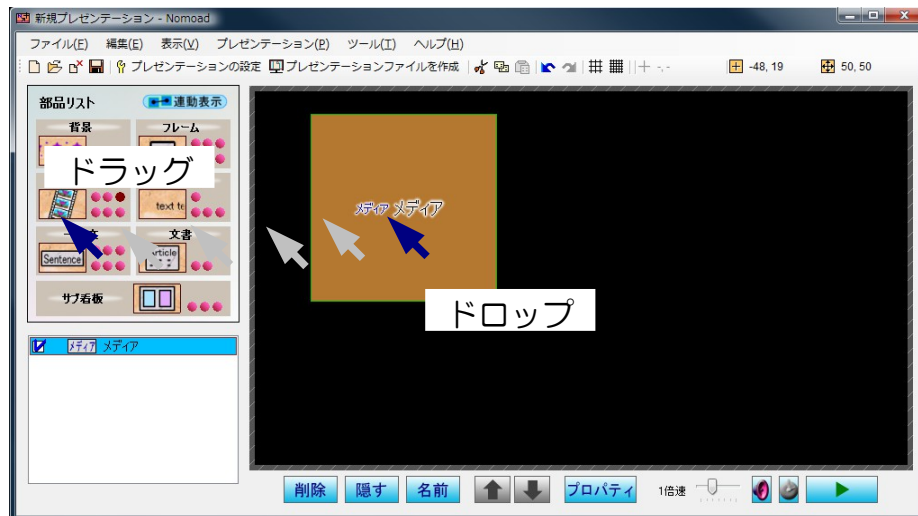 新規プレゼンテーション - Nomoad
ファイル(F) 編集(E) 表示(V) プレゼンテーション(P) ツール(T) ヘルプ(H)
プレゼンテーションの設定 プレゼンテーションファイルを作成 -,- -48, 19 50, 50
部品リスト 連動表示
背景 フレーム
ドラッグ
text te
文書
Sentence rticle
サブ看板
メディア メディア
ドロップ
メディア メディア
削除 隠す 名前 プロパティ 1倍速